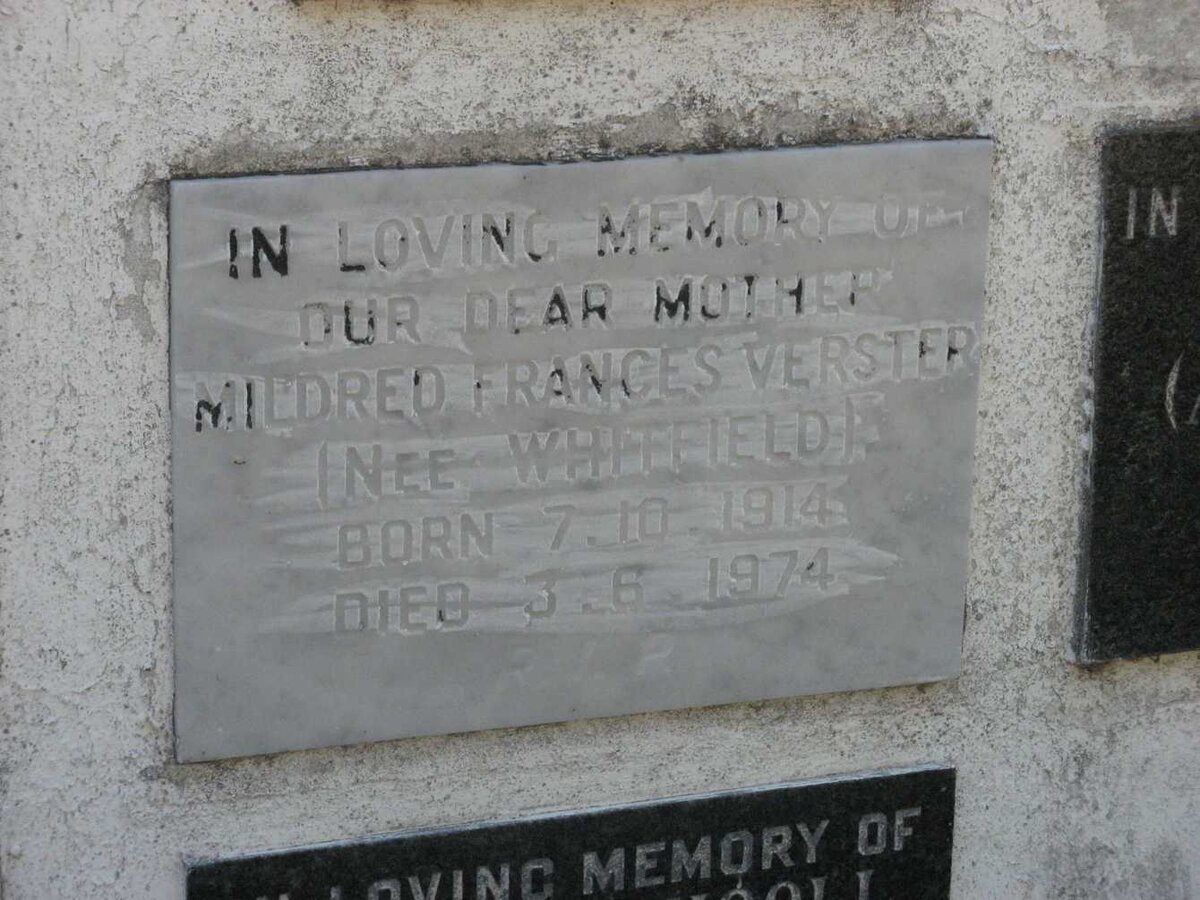 IN LOVING MEMORY OF
OUR DEAR MOTHER
MILDRED FRANCES VERSTER
(NEE WHITFIELD)
BORN 7.10.1914
DIED 3.6.1974
R.I.P
IN
IN LOVING MEMORY OF